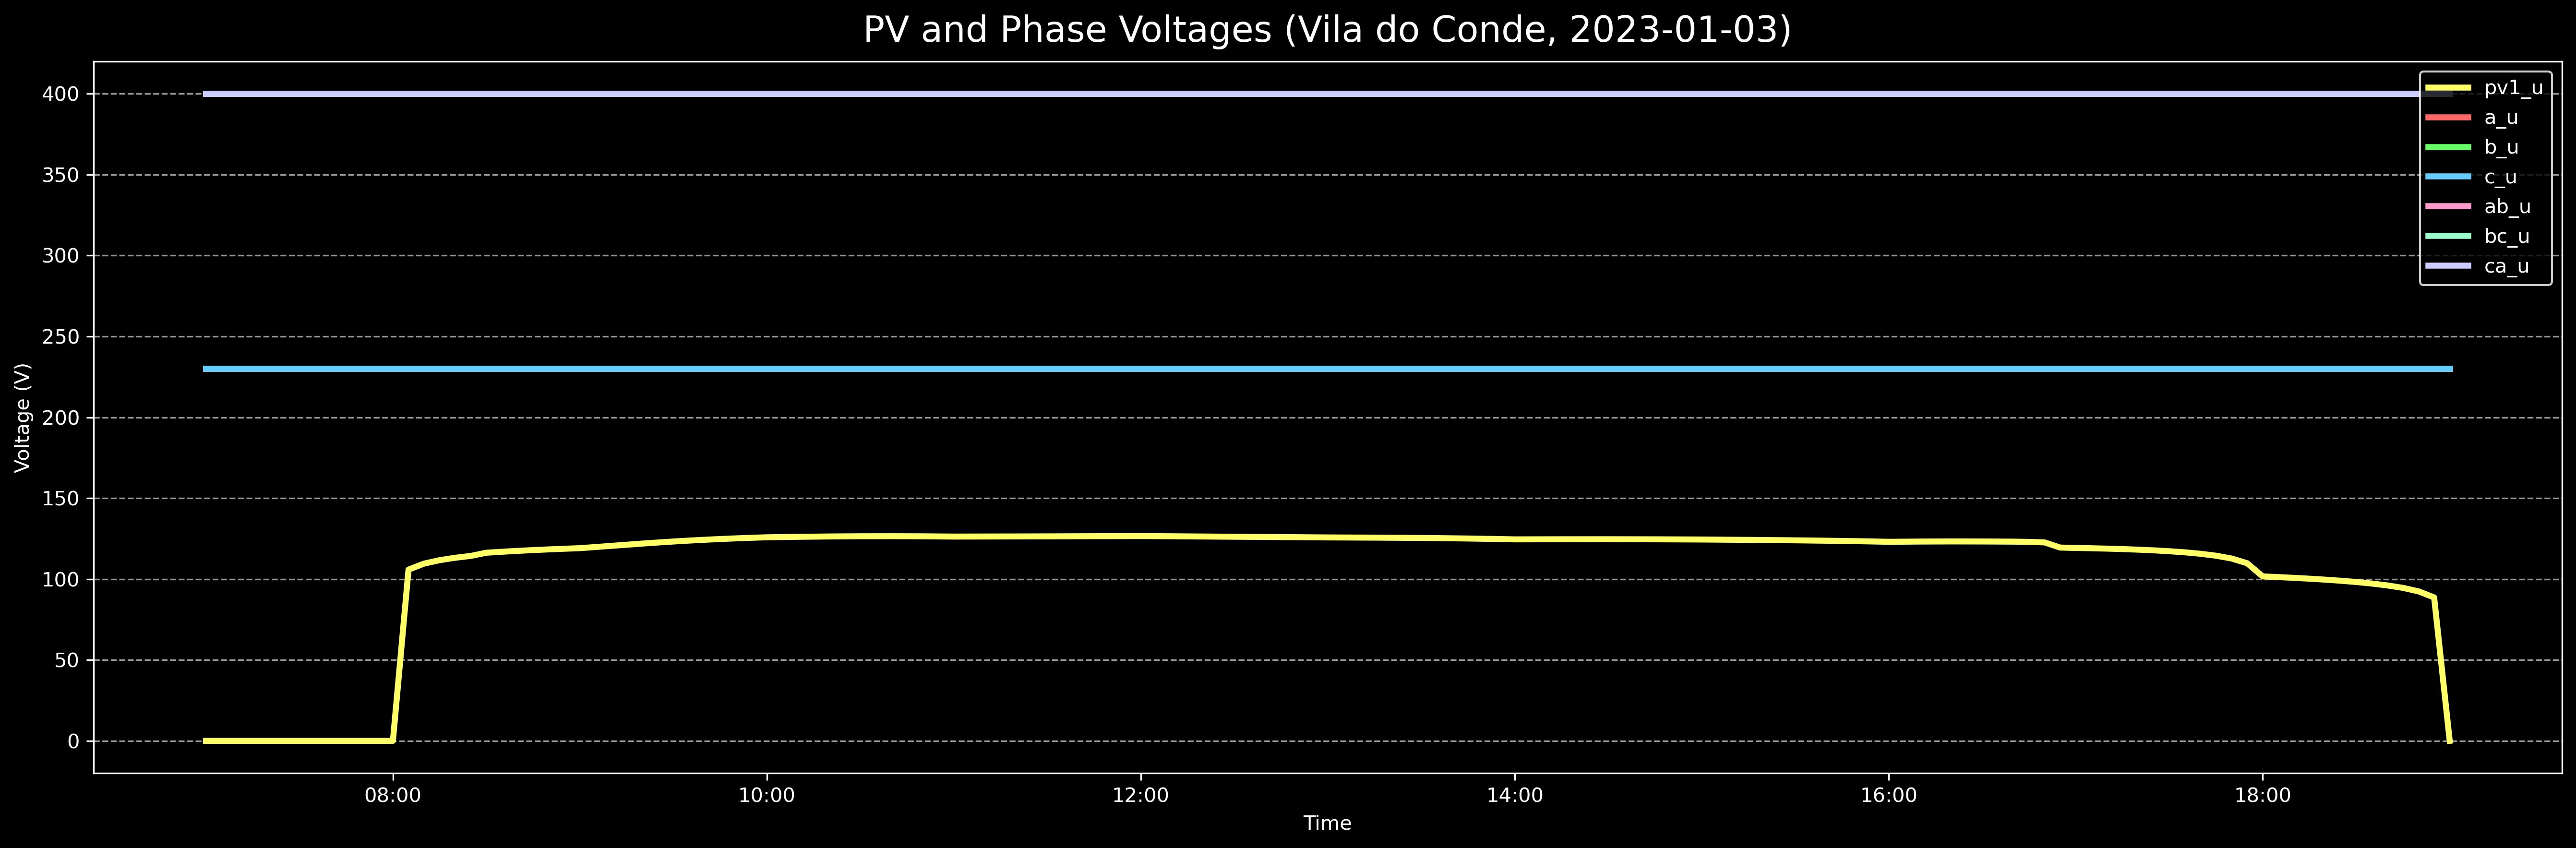 PV and Phase Voltages (Vila do Conde, 2023-01-03)
400
350
300
250
200
150
100
50
0
Voltage (V)
pv1_u
a_u
b_u
c_u
ab_u
bc_u
ca_u
08:00 10:00 12:00 14:00 16:00 18:00
Time